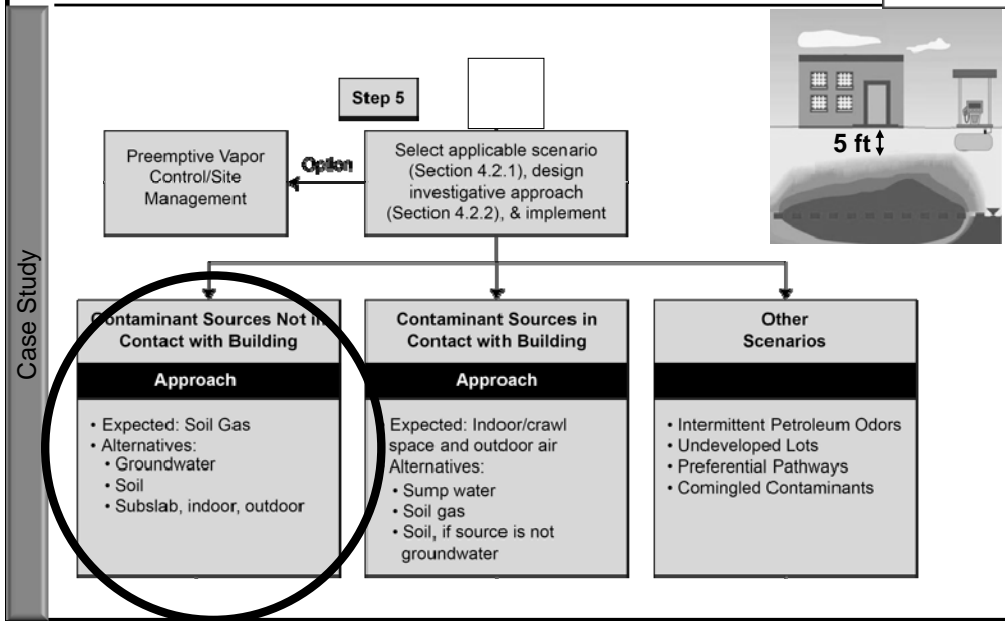 Case Study
Step 5
5 ft
Preemptive Vapor
Control/Site
Management
Option
Select applicable scenario
(Section 4.2.1), design
investigative approach
(Section 4.2.2), & implement
Contaminant Sources Not in
Contact with Building
Approach
• Expected: Soil Gas
• Alternatives:
• Groundwater
• Soil
• Subslab, indoor, outdoor
Contaminant Sources in
Contact with Building
Approach
• Expected: Indoor/crawl
space and outdoor air
Alternatives:
• Sump water
• Soil gas
• Soil, if source is not
groundwater
Other
Scenarios
• Intermittent Petroleum Odors
• Undeveloped Lots
• Preferential Pathways
• Comingled Contaminants